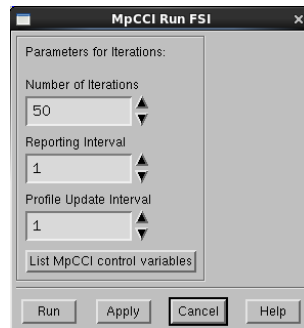 MpCCI Run FSI
Parameters for Iterations:
Number of Iterations
50
Reporting Interval
1
Profile Update Interval
1
List MpCCI control variables
Run Apply Cancel Help